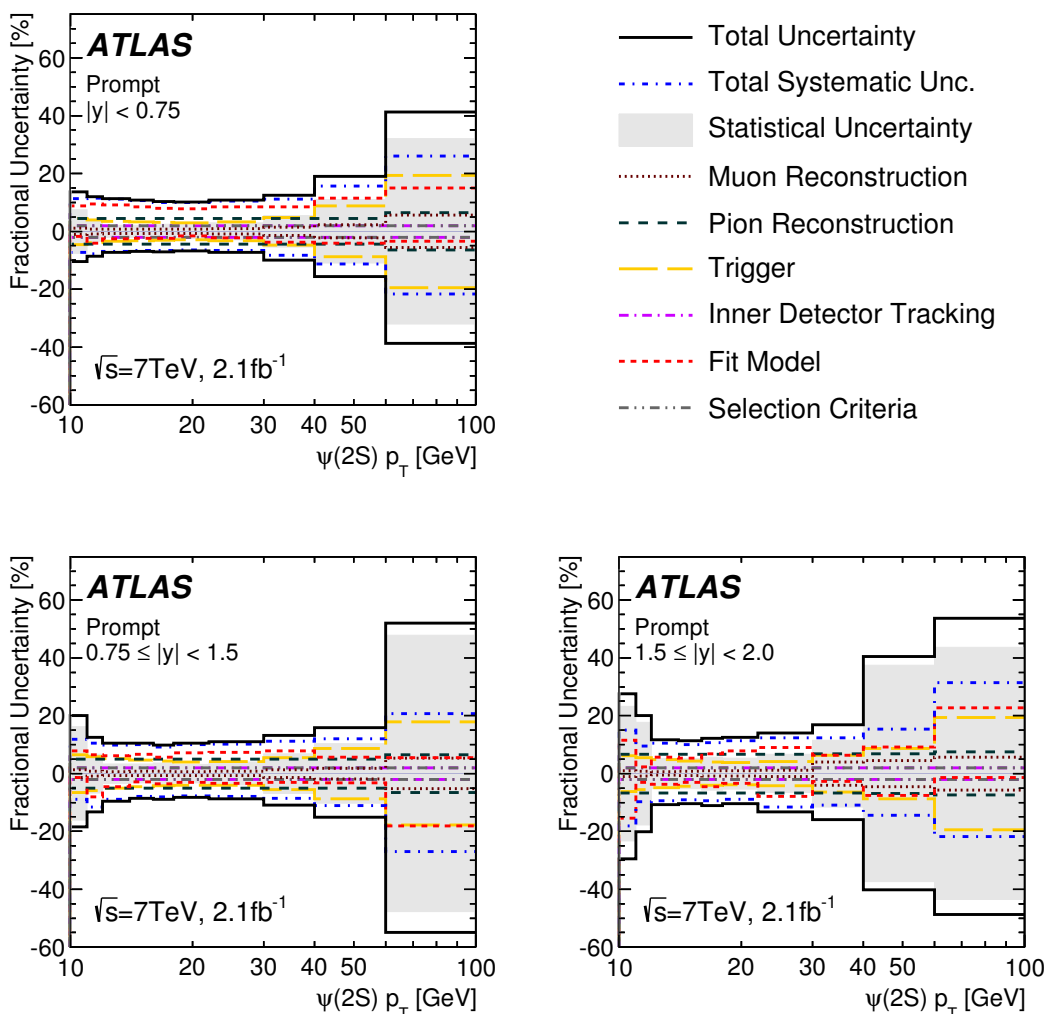 Fractional Uncertainty [%]
ATLAS
Prompt
|y| < 0.75
60
40
20
0
-20
-40
-60
√s=7TeV, 2.1fb⁻¹
10 20 30 40 50 100
ψ(2S) p_T [GeV]
Total Uncertainty
Total Systematic Unc.
Statistical Uncertainty
Muon Reconstruction
Pion Reconstruction
Trigger
Inner Detector Tracking
Fit Model
Selection Criteria
Fractional Uncertainty [%]
ATLAS
Prompt
0.75 ≤ |y| < 1.5
60
40
20
0
-20
-40
-60
√s=7TeV, 2.1fb⁻¹
10 20 30 40 50 100
ψ(2S) p_T [GeV]
Fractional Uncertainty [%]
ATLAS
Prompt
1.5 ≤ |y| < 2.0
60
40
20
0
-20
-40
-60
√s=7TeV, 2.1fb⁻¹
10 20 30 40 50 100
ψ(2S) p_T [GeV]